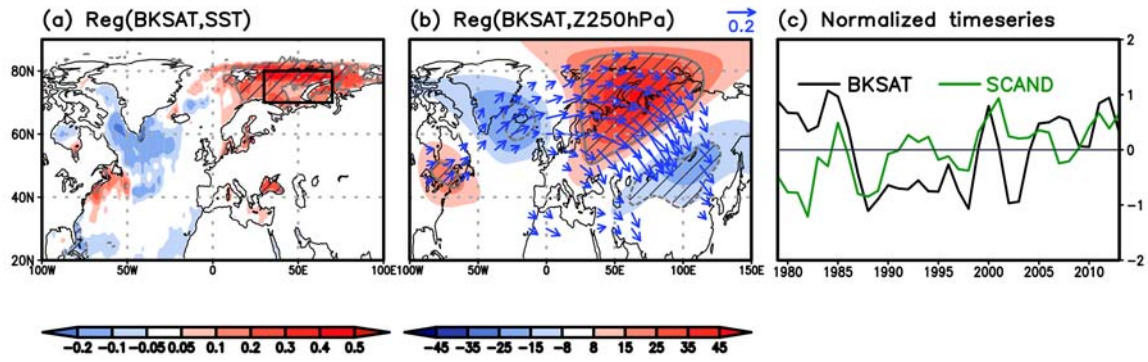 (a) Reg(BKSAT,SST)
(b) Reg(BKSAT,Z250hPa)
0.2
(c) Normalized timeseries
80N
60N
40N
20N
100W 50W 0 50E 100E
100W 50W 0 50E 100E 150E
BKSAT SCAND
2
1
0
-1
-2
1980 1985 1990 1995 2000 2005 2010
-0.2 -0.1 -0.05 0.05 0.1 0.2 0.3 0.4 0.5
-45 -35 -25 -15 -8 8 15 25 35 45